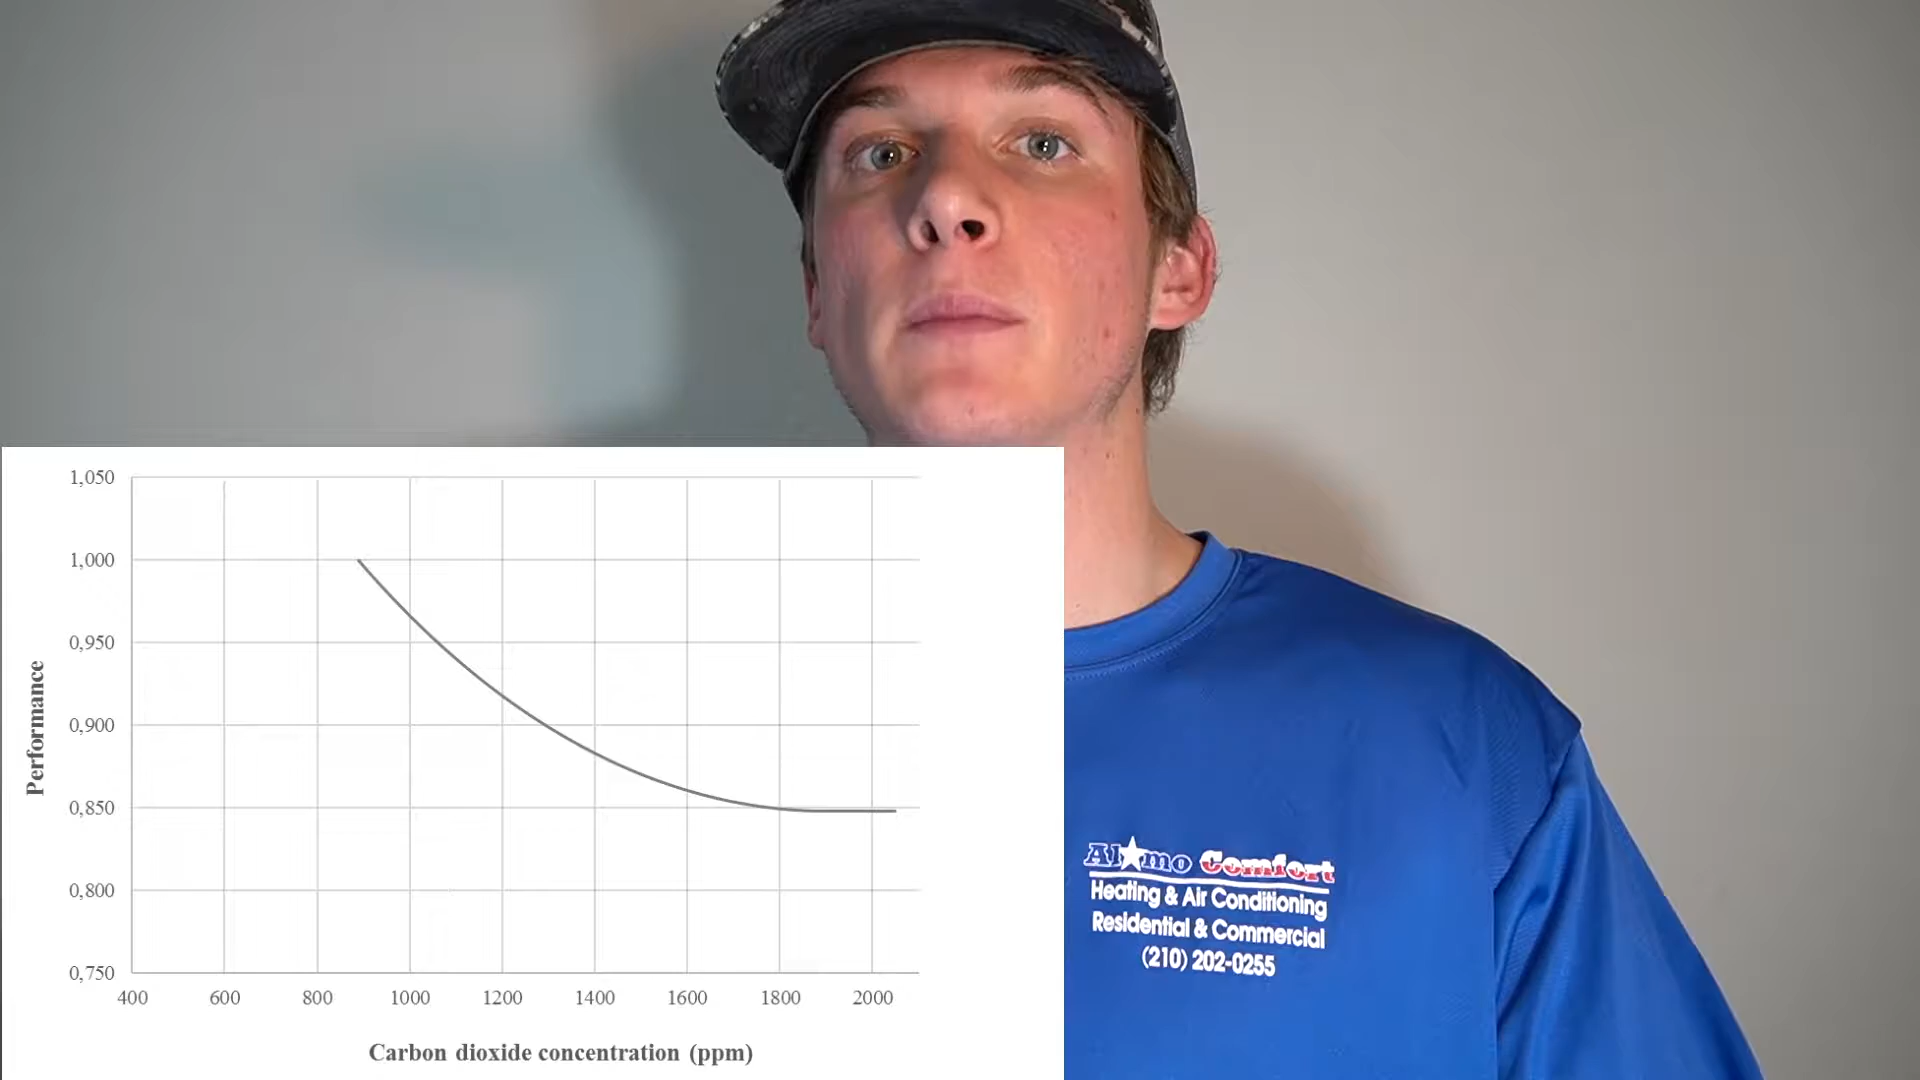 1,050
1,000
0,950
0,900
0,850
0,800
0,750
Performance
400 600 800 1000 1200 1400 1600 1800 2000
Carbon dioxide concentration (ppm)
Alamo Comfort
Heating & Air Conditioning
Residential & Commercial
(210) 202-0255